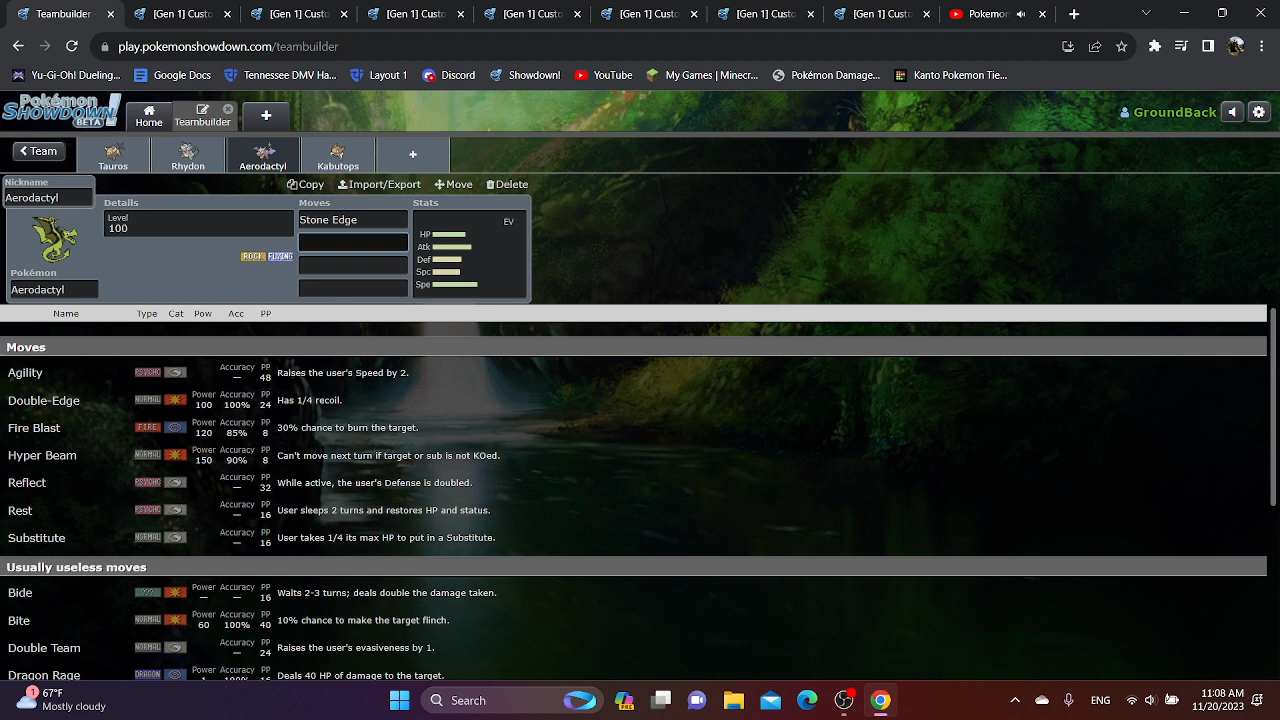 Teambuilder
[Gen 1] Custo
[Gen 1] Custo
[Gen 1] Custo
[Gen 1] Custo
[Gen 1] Custo
[Gen 1] Custo
[Gen 1] Custo
Pokemon
play.pokemonshowdown.com/teambuilder
Yu-Gi-Oh! Dueling...
Google Docs
Tennessee DMV Ha...
Layout 1
Discord
Showdown!
YouTube
My Games | Minecr...
Pokémon Damage...
Kanto Pokemon Tie...
Pokémon
SHOWDOWN!
BETA
Home
Teambuilder
GroundBack
Team
Tauros
Rhydon
Aerodactyl
Kabutops
Nickname
Aerodactyl
Copy
Import/Export
Move
Delete
Details
Level
100
ROCK
FLYING
Pokémon
Aerodactyl
Moves
Stone Edge
Stats
EV
HP
Atk
Def
Spc
Spe
Name Type Cat Pow Acc PP
Moves
Agility PSYCHC Accuracy — PP 48 Raises the user's Speed by 2.
Double-Edge NORMAL Power 100 Accuracy 100% PP 24 Has 1/4 recoil.
Fire Blast FIRE Power 120 Accuracy 85% PP 8 30% chance to burn the target.
Hyper Beam NORMAL Power 150 Accuracy 90% PP 8 Can't move next turn if target or sub is not KOed.
Reflect PSYCHC Accuracy — PP 32 While active, the user's Defense is doubled.
Rest PSYCHC Accuracy — PP 16 User sleeps 2 turns and restores HP and status.
Substitute NORMAL Accuracy — PP 16 User takes 1/4 its max HP to put in a Substitute.
Usually useless moves
Bide ??? Power — Accuracy — PP 16 Waits 2-3 turns; deals double the damage taken.
Bite NORMAL Power 60 Accuracy 100% PP 40 10% chance to make the target flinch.
Double Team NORMAL Accuracy — PP 24 Raises the user's evasiveness by 1.
Dragon Rage DRAGON Power Accuracy PP Deals 40 HP of damage to the target.
1
67°F
Mostly cloudy
Search
PRE
ENG
11:08 AM
11/20/2023